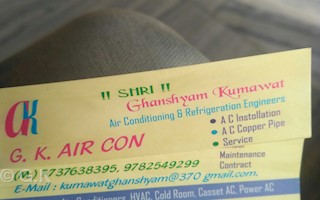 !! SHRI !!
Ghanshyam Kumawat
Air Conditioning & Refrigeration Engineers
GK
G. K. AIR CON
A C Installation
A C Copper Pipe
Service
Maintenance
Contract
(M.) 7737638395, 9782549299
E-Mail : kumawatghanshyam@370 gmail.com,
Conditioners, HVAC, Cold Room, Casset AC, Power AC